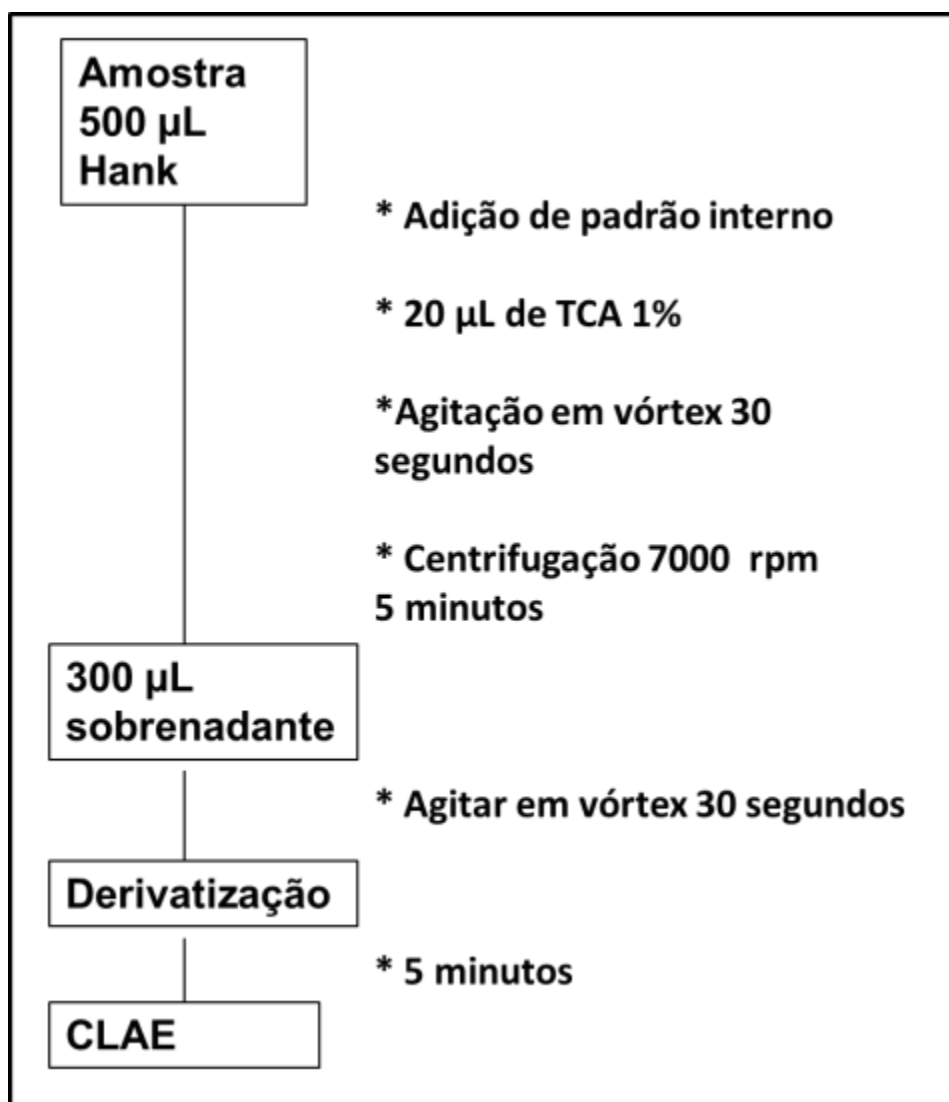 Amostra
500 µL
Hank
* Adição de padrão interno
* 20 µL de TCA 1%
*Agitação em vórtex 30
segundos
* Centrifugação 7000 rpm
5 minutos
300 µL
sobrenadante
* Agitar em vórtex 30 segundos
Derivatização
* 5 minutos
CLAE